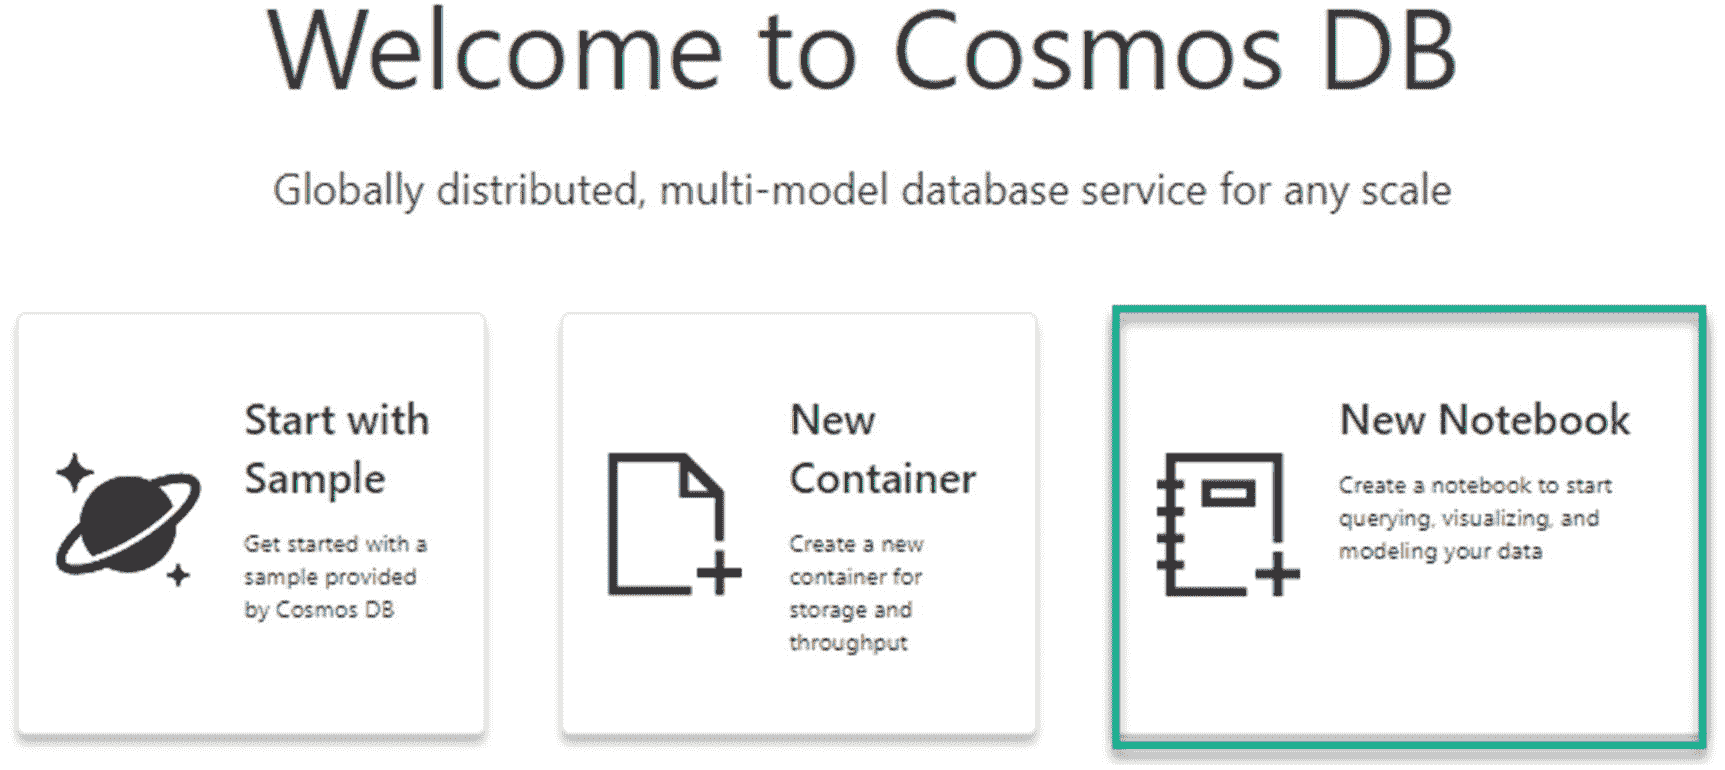 Welcome to Cosmos DB
Globally distributed, multi-model database service for any scale
Start with
Sample
Get started with a
sample provided
by Cosmos DB
New
Container
Create a new
container for
storage and
throughput
New Notebook
Create a notebook to start
querying, visualizing, and
modeling your data